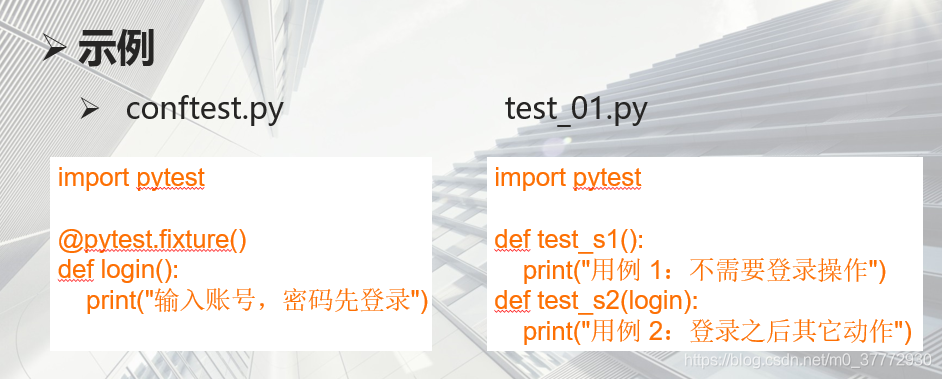 ➢ 示例
➢ conftest.py
test_01.py
import pytest
@pytest.fixture()
def login():
print("输入账号，密码先登录")
import pytest
def test_s1():
print("用例 1：不需要登录操作")
def test_s2(login):
print("用例 2：登录之后其它动作")
https://blog.csdn.net/m0_37772930